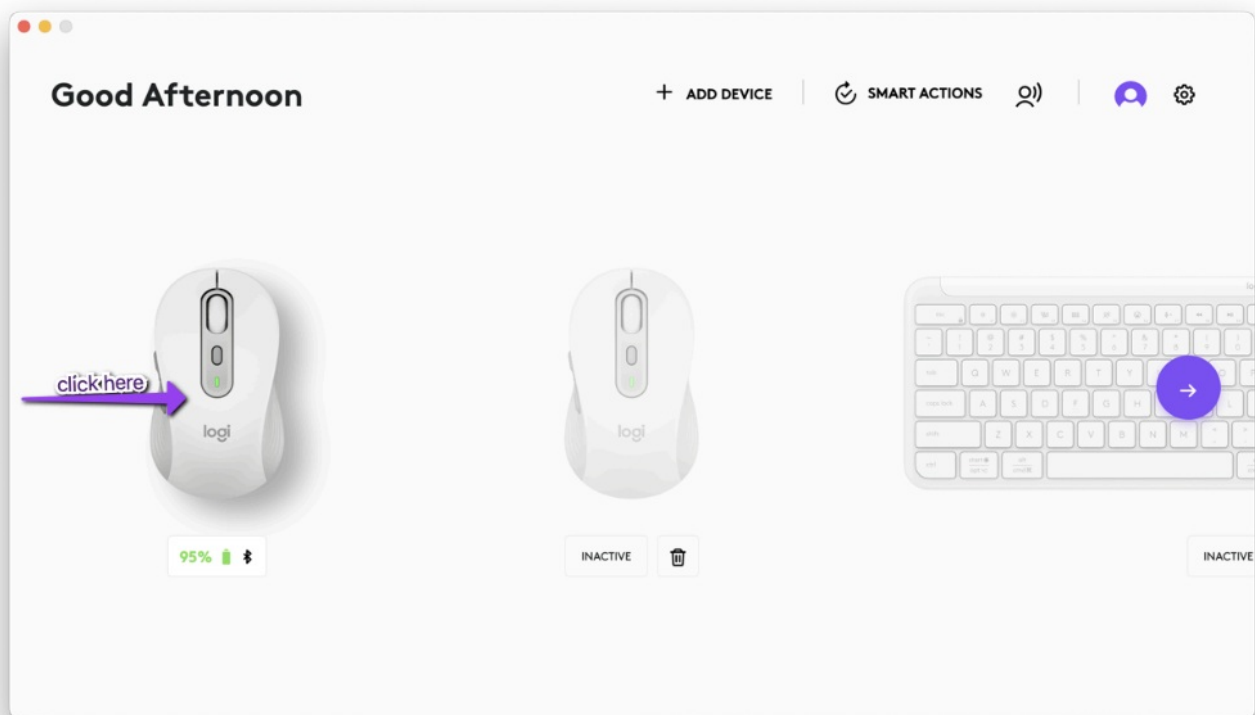 Good Afternoon
+ ADD DEVICE
SMART ACTIONS
click here
logi
logi
Q W E R T Y
A S D F G H L
Z X C V B N M
95%
INACTIVE
INACTIVE